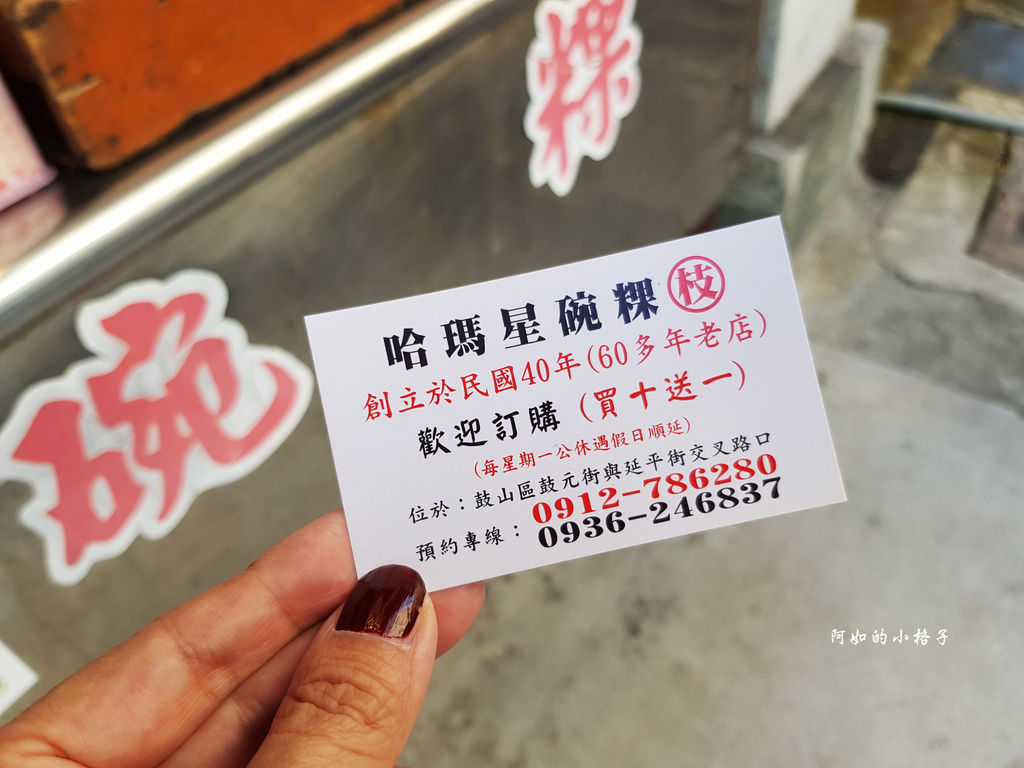 粿
碗
哈瑪星碗粿 枝
創立於民國40年(60多年老店)
歡迎訂購(買十送一)
(每星期一公休遇假日順延)
位於：鼓山區鼓元街與延平街交叉路口
0912-786280
預約專線：0936-246837
阿如的小格子